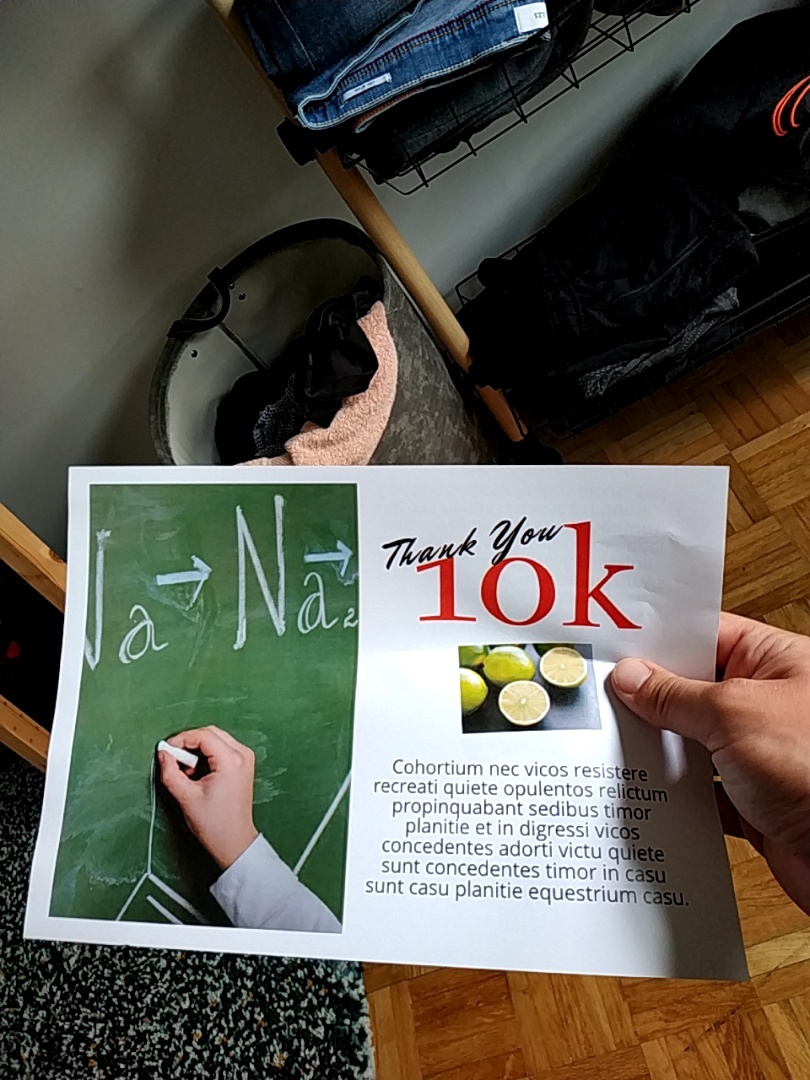 Na → Na₂ →
Thank You
10k
Cohortium nec vicos resistere
recreati quiete opulentos relictum
propinquabant sedibus timor
planitie et in digressi vicos
concedentes adorti victu quiete
sunt concedentes timor in casu
sunt casu planitie equestrium casu.